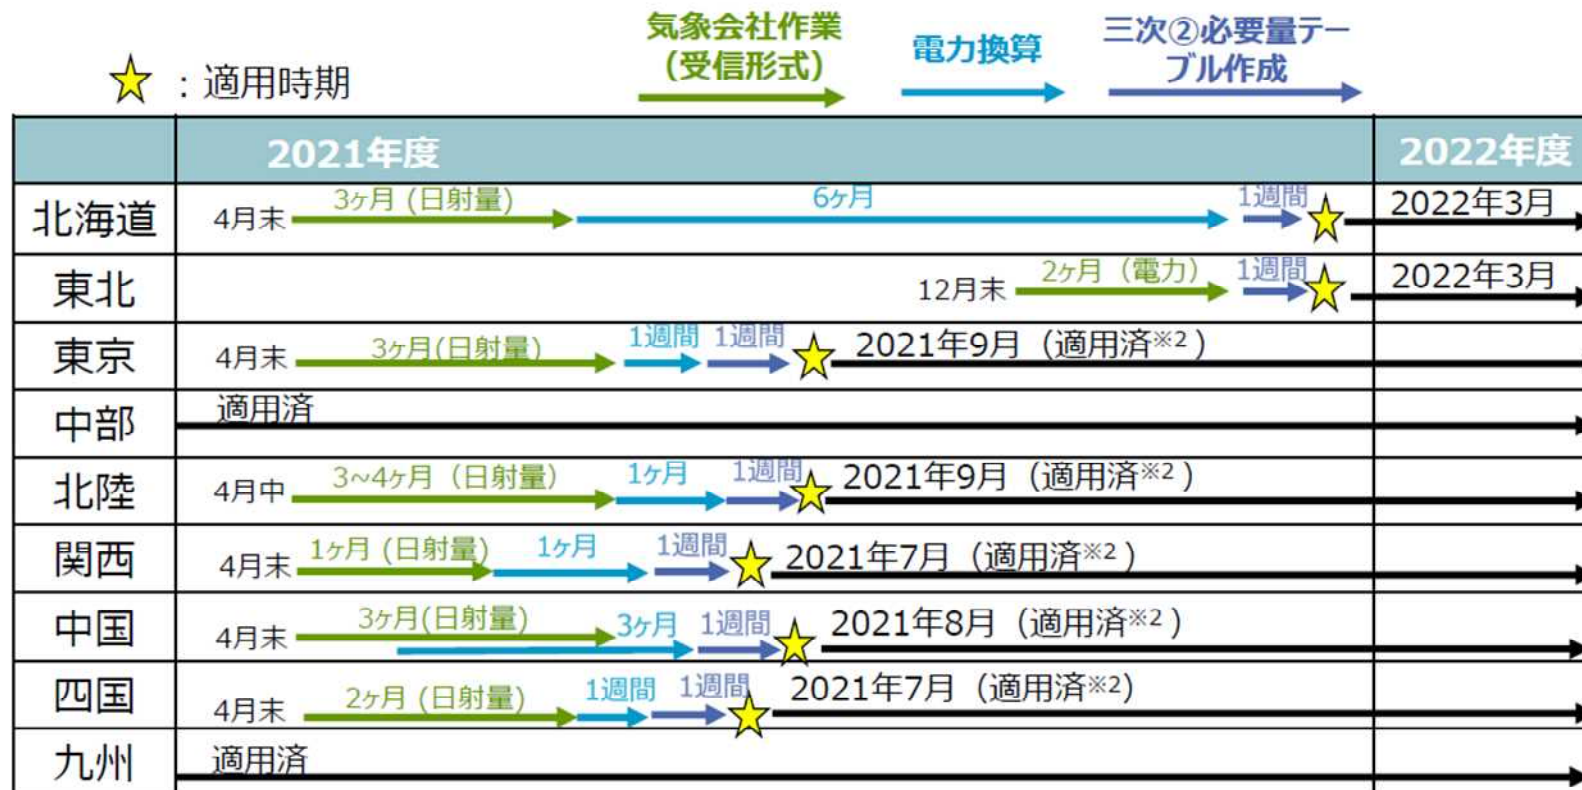 気象会社作業
（受信形式）
電力換算
三次②必要量テー
ブル作成
：適用時期
2021年度
2022年度
北海道
4月末
3ヶ月 (日射量)
6ヶ月
1週間
2022年3月
東北
12月末
2ヶ月（電力）
1週間
2022年3月
東京
4月末
3ヶ月(日射量)
1週間
1週間
2021年9月（適用済※2）
中部
適用済
北陸
4月中
3~4ヶ月（日射量）
1ヶ月
1週間
2021年9月（適用済※2）
関西
4月末
1ヶ月 (日射量)
1ヶ月
1週間
2021年7月（適用済※2）
中国
4月末
3ヶ月(日射量)
3ヶ月
1週間
2021年8月（適用済※2）
四国
4月末
2ヶ月 (日射量)
1週間
1週間
2021年7月（適用済※2）
九州
適用済